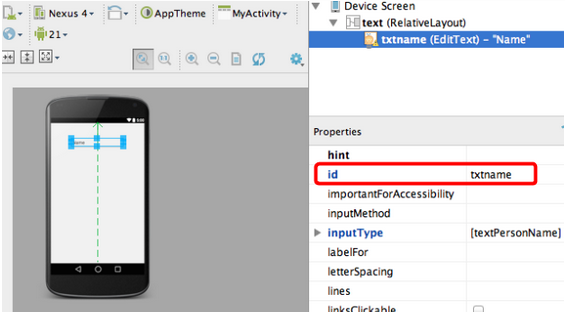 Nexus 4
AppTheme
MyActivity
21
Device Screen
text (RelativeLayout)
txtname (EditText) – "Name"
Properties
hint
id txtname
importantForAccessibility
inputMethod
inputType [textPersonName]
labelFor
letterSpacing
lines
linksClickable